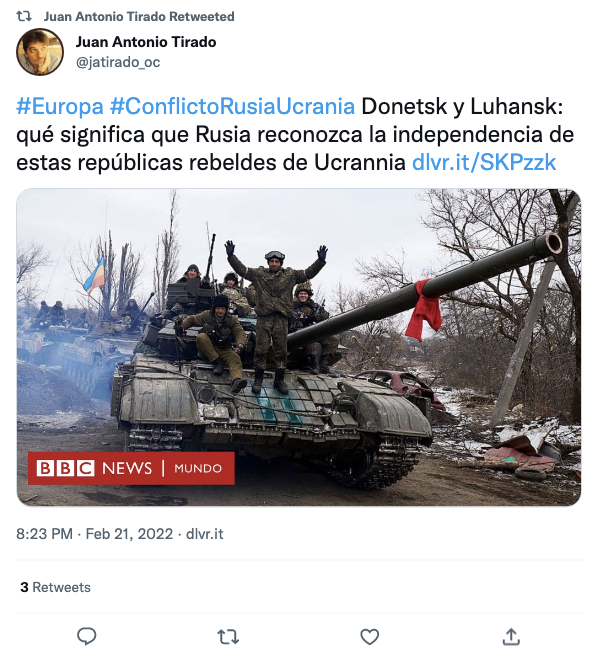 Juan Antonio Tirado Retweeted
Juan Antonio Tirado
@jatirado_oc
#Europa #ConflictoRusiaUcrania Donetsk y Luhansk:
qué significa que Rusia reconozca la independencia de
estas repúblicas rebeldes de Ucrannia dlvr.it/SKPzzk
BBC NEWS | MUNDO
8:23 PM · Feb 21, 2022 · dlvr.it
3 Retweets